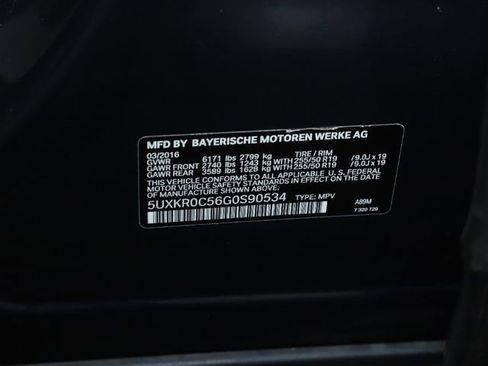 MFD BY BAYERISCHE MOTOREN WERKE AG
03/2016 TIRE / RIM
GVWR 6171 lbs 2799 kg
GAWR FRONT 2740 lbs 1243 kg WITH 255/50 R19 / 9.0J x 19
GAWR REAR 3589 lbs 1628 kg WITH 255/50 R19 / 9.0J x 19
THIS VEHICLE CONFORMS TO ALL APPLICABLE U.S. FEDERAL
MOTOR VEHICLE SAFETY STANDARDS IN EFFECT ON THE DATE
OF MANUFACTURE SHOWN ABOVE.
5UXKR0C56G0S90534
TYPE: MPV A89M
7 320 729